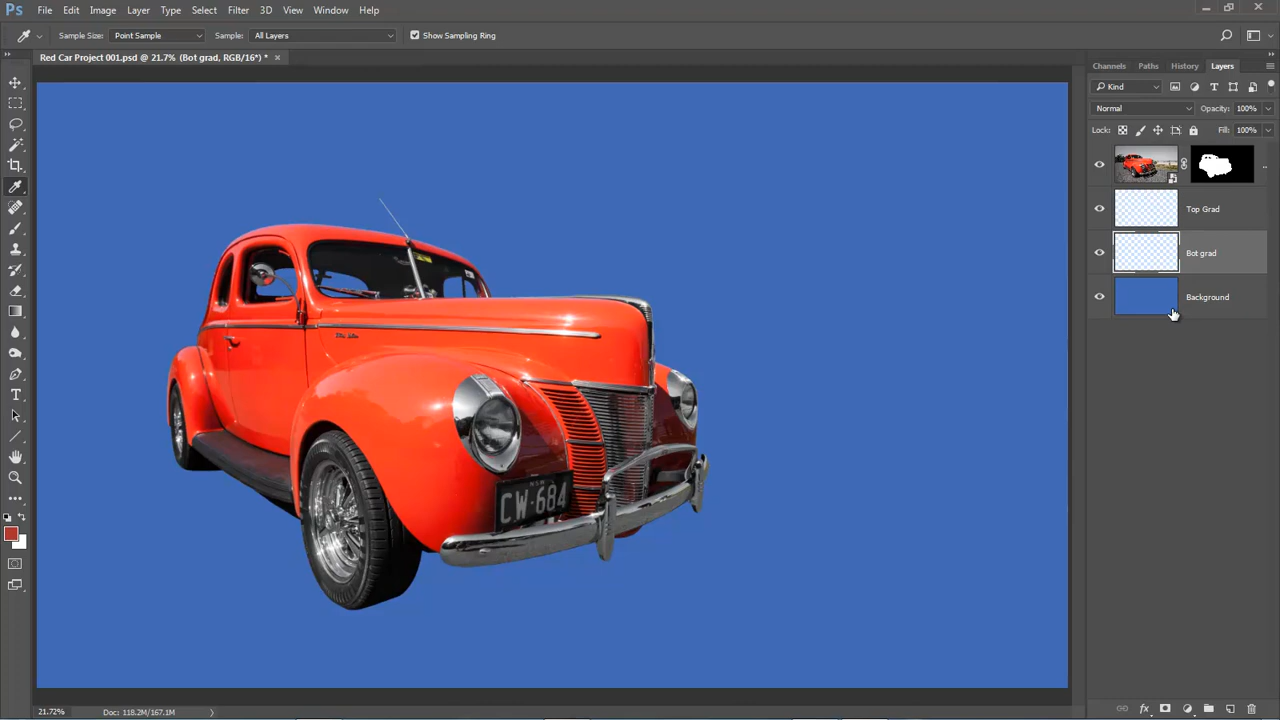 Ps File Edit Image Layer Type Select Filter 3D View Window Help
Sample Size: Point Sample Sample: All Layers Show Sampling Ring
Red Car Project 001.psd @ 21.7% (Bot grad, RGB/16*) * ×
Channels Paths History Layers
Kind
Normal Opacity: 100%
Lock: Fill: 100%
Top Grad
Bot grad
Background
CW-684
21.72% Doc: 118.2M/167.1M